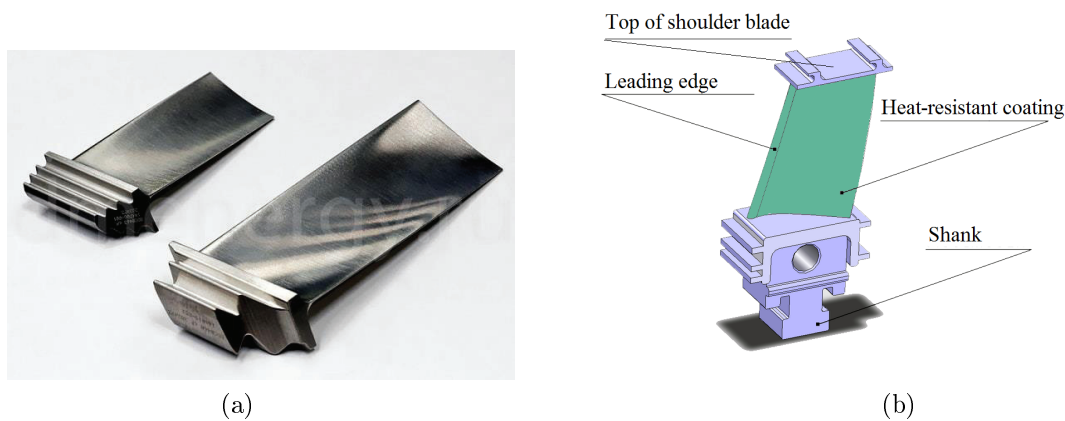 Top of shoulder blade
Leading edge
Heat-resistant coating
Shank
(a)
(b)